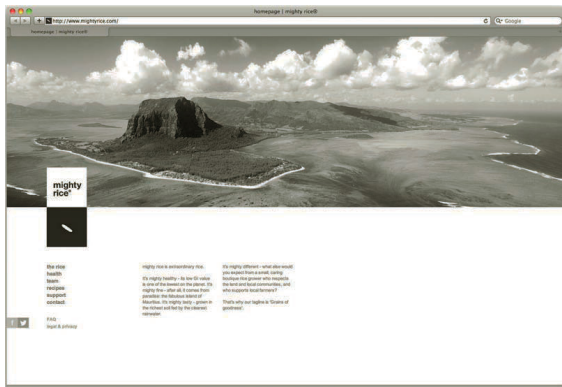 homepage | mighty rice®
http://www.mightyrice.com/
Google
homepage | mighty rice®
mighty
rice®
the rice
health
team
recipes
support
contact
FAQ
legal & privacy
mighty rice is extraordinary rice.
it's mighty healthy - its low GI value
is one of the lowest on the planet. it's
mighty fine - after all, it comes from
paradise: the fabulous island of
Mauritius. it's mighty tasty - grown in
the richest soil fed by the cleanest
rainwater.
it's mighty different - what else would
you expect from a small, caring
boutique rice grower who respects
the land and local communities, and
who supports local farmers?
That's why our tagline is 'Grains of
goodness'.
f